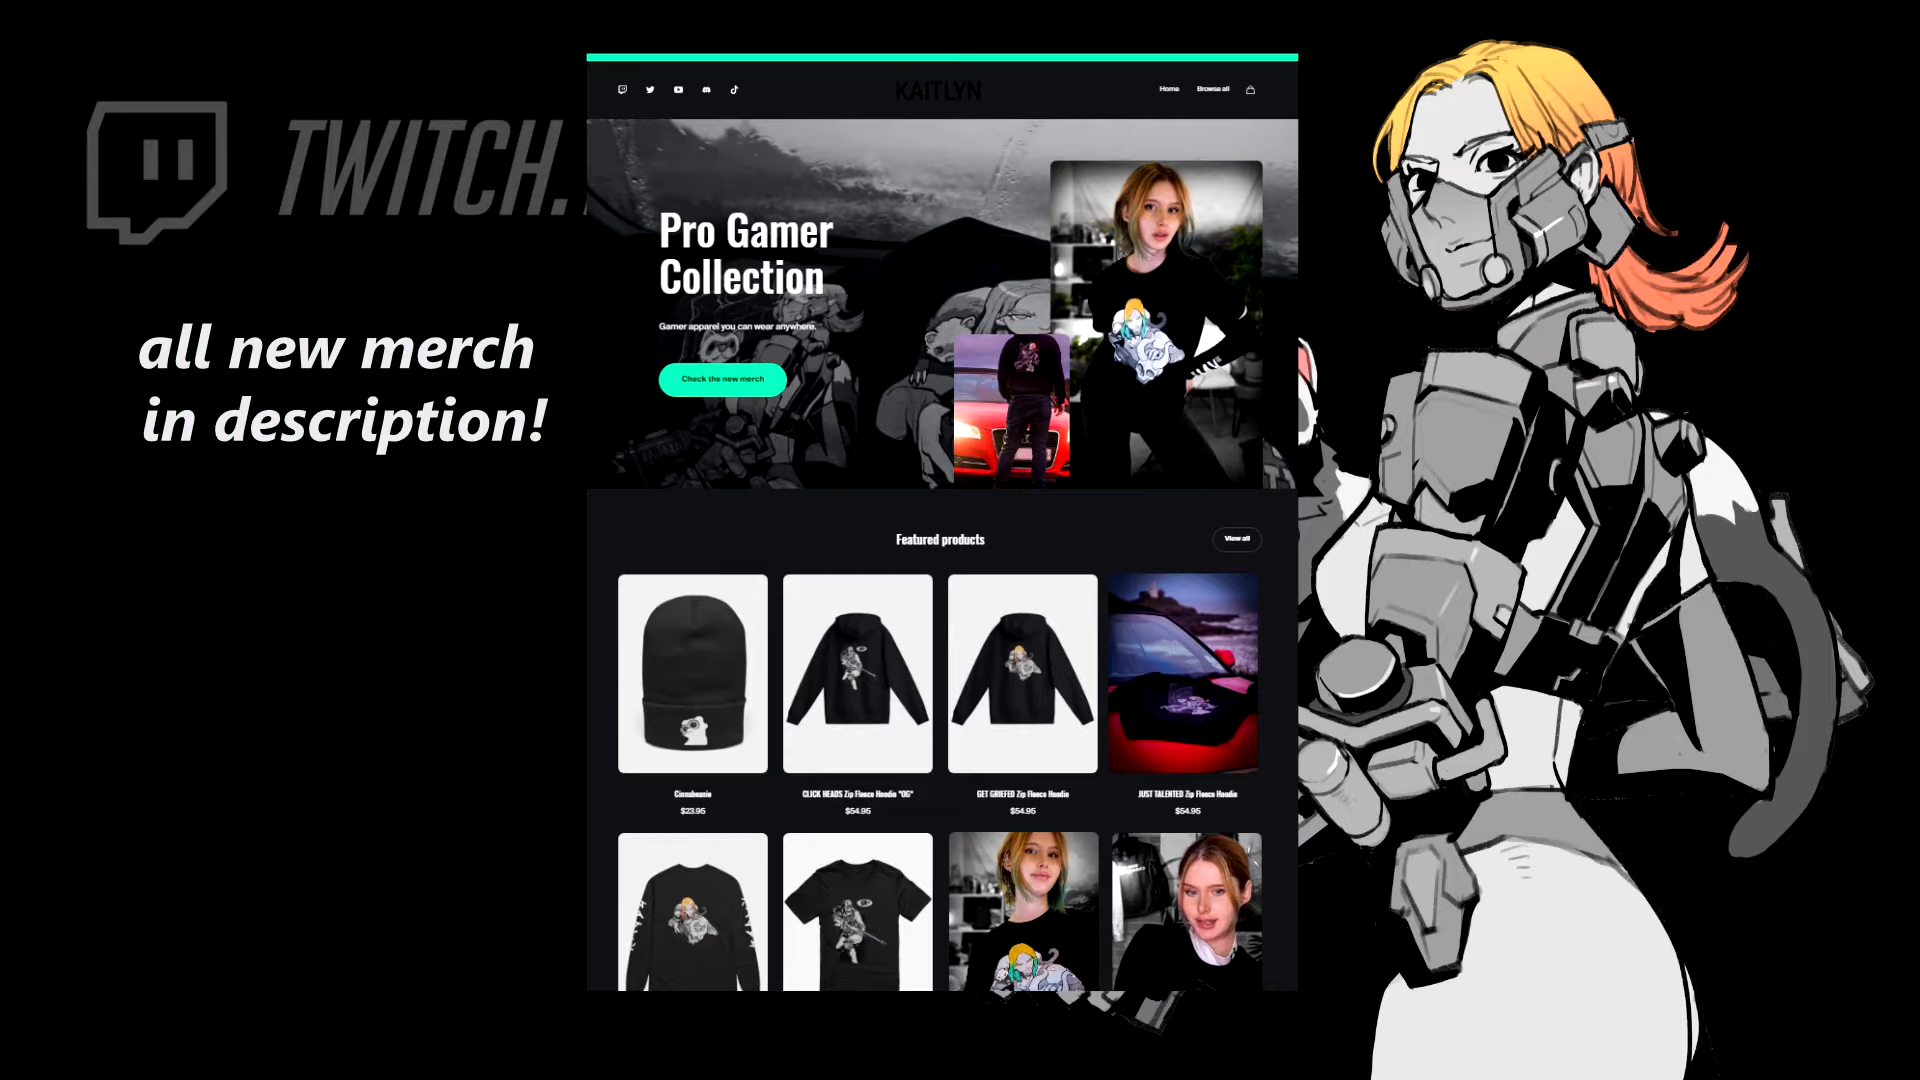 TWITCH.
all new merch
in description!
KAITLYN
Home
Browse all
Pro Gamer
Collection
Gamer apparel you can wear anywhere.
Check the new merch
Featured products
View all
Cinnabeanie
$23.95
CLICK HEADS Zip Fleece Hoodie "OG"
$54.95
GET GRIEFED Zip Fleece Hoodie
$54.95
JUST TALENTED Zip Fleece Hoodie
$54.95